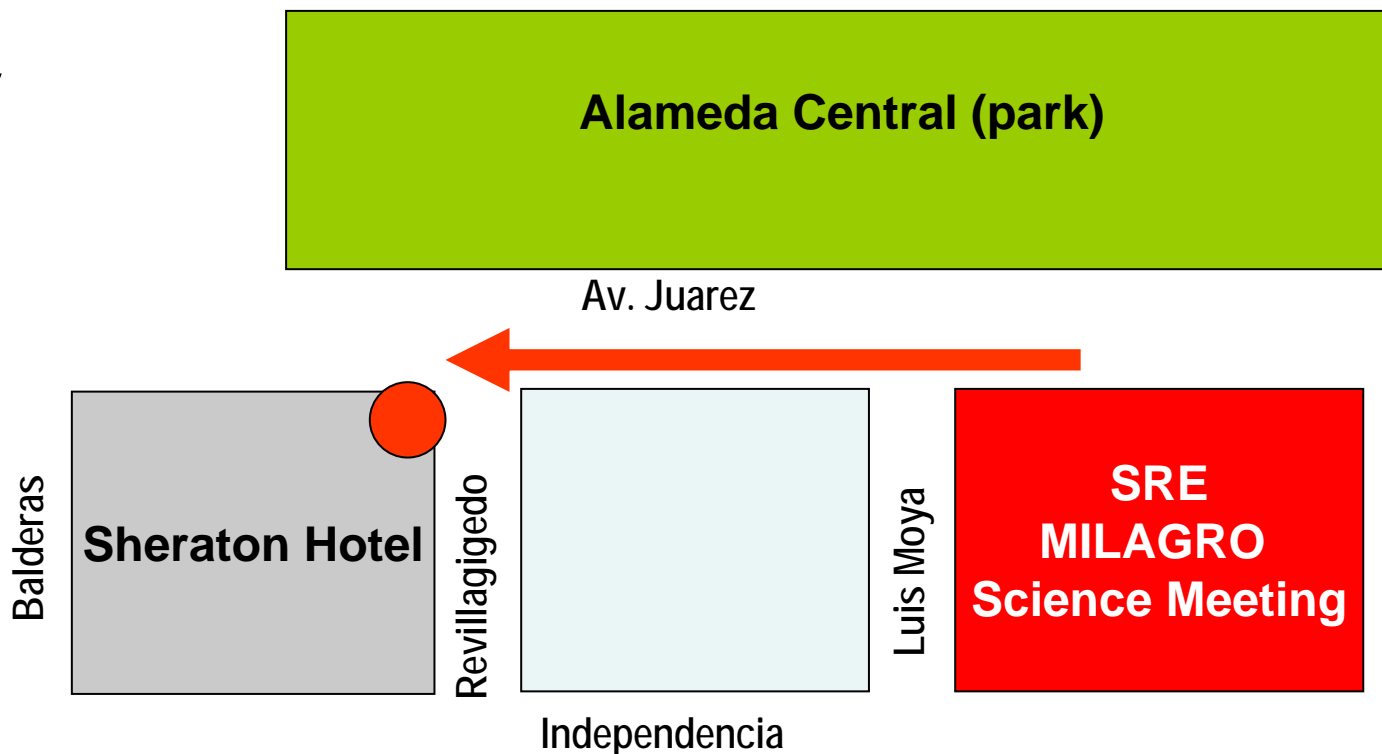 Alameda Central (park)
Av. Juarez
Balderas
Sheraton Hotel
Revillagigedo
Luis Moya
SRE
MILAGRO
Science Meeting
Independencia